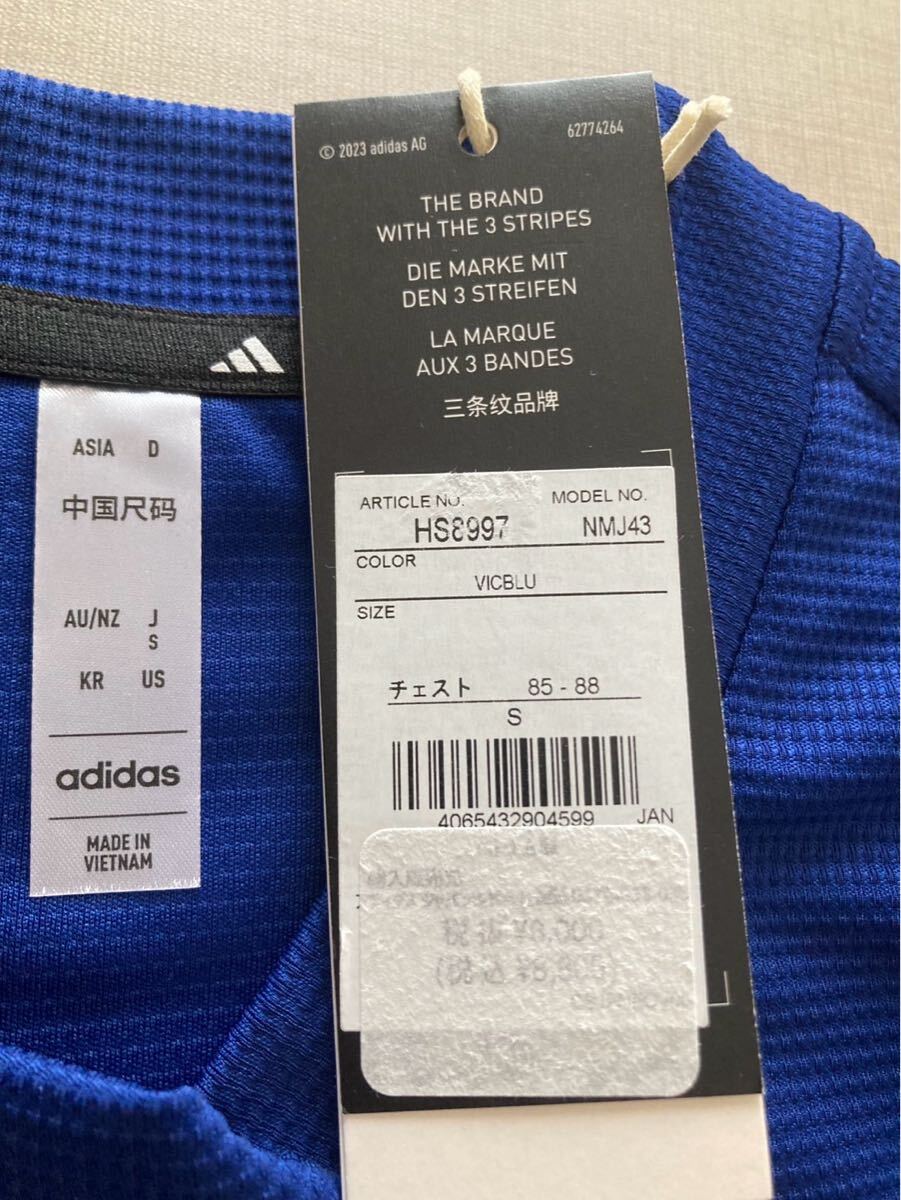 © 2023 adidas AG
62774264
THE BRAND
WITH THE 3 STRIPES
DIE MARKE MIT
DEN 3 STREIFEN
LA MARQUE
AUX 3 BANDES
三条纹品牌
ARTICLE NO.
MODEL NO.
HS8997
NMJ43
COLOR
VICBLU
SIZE
チェスト 85 - 88
S
4065432904599 JAN
ASIA D
中国尺码
AU/NZ J
S
KR US
adidas
MADE IN
VIETNAM